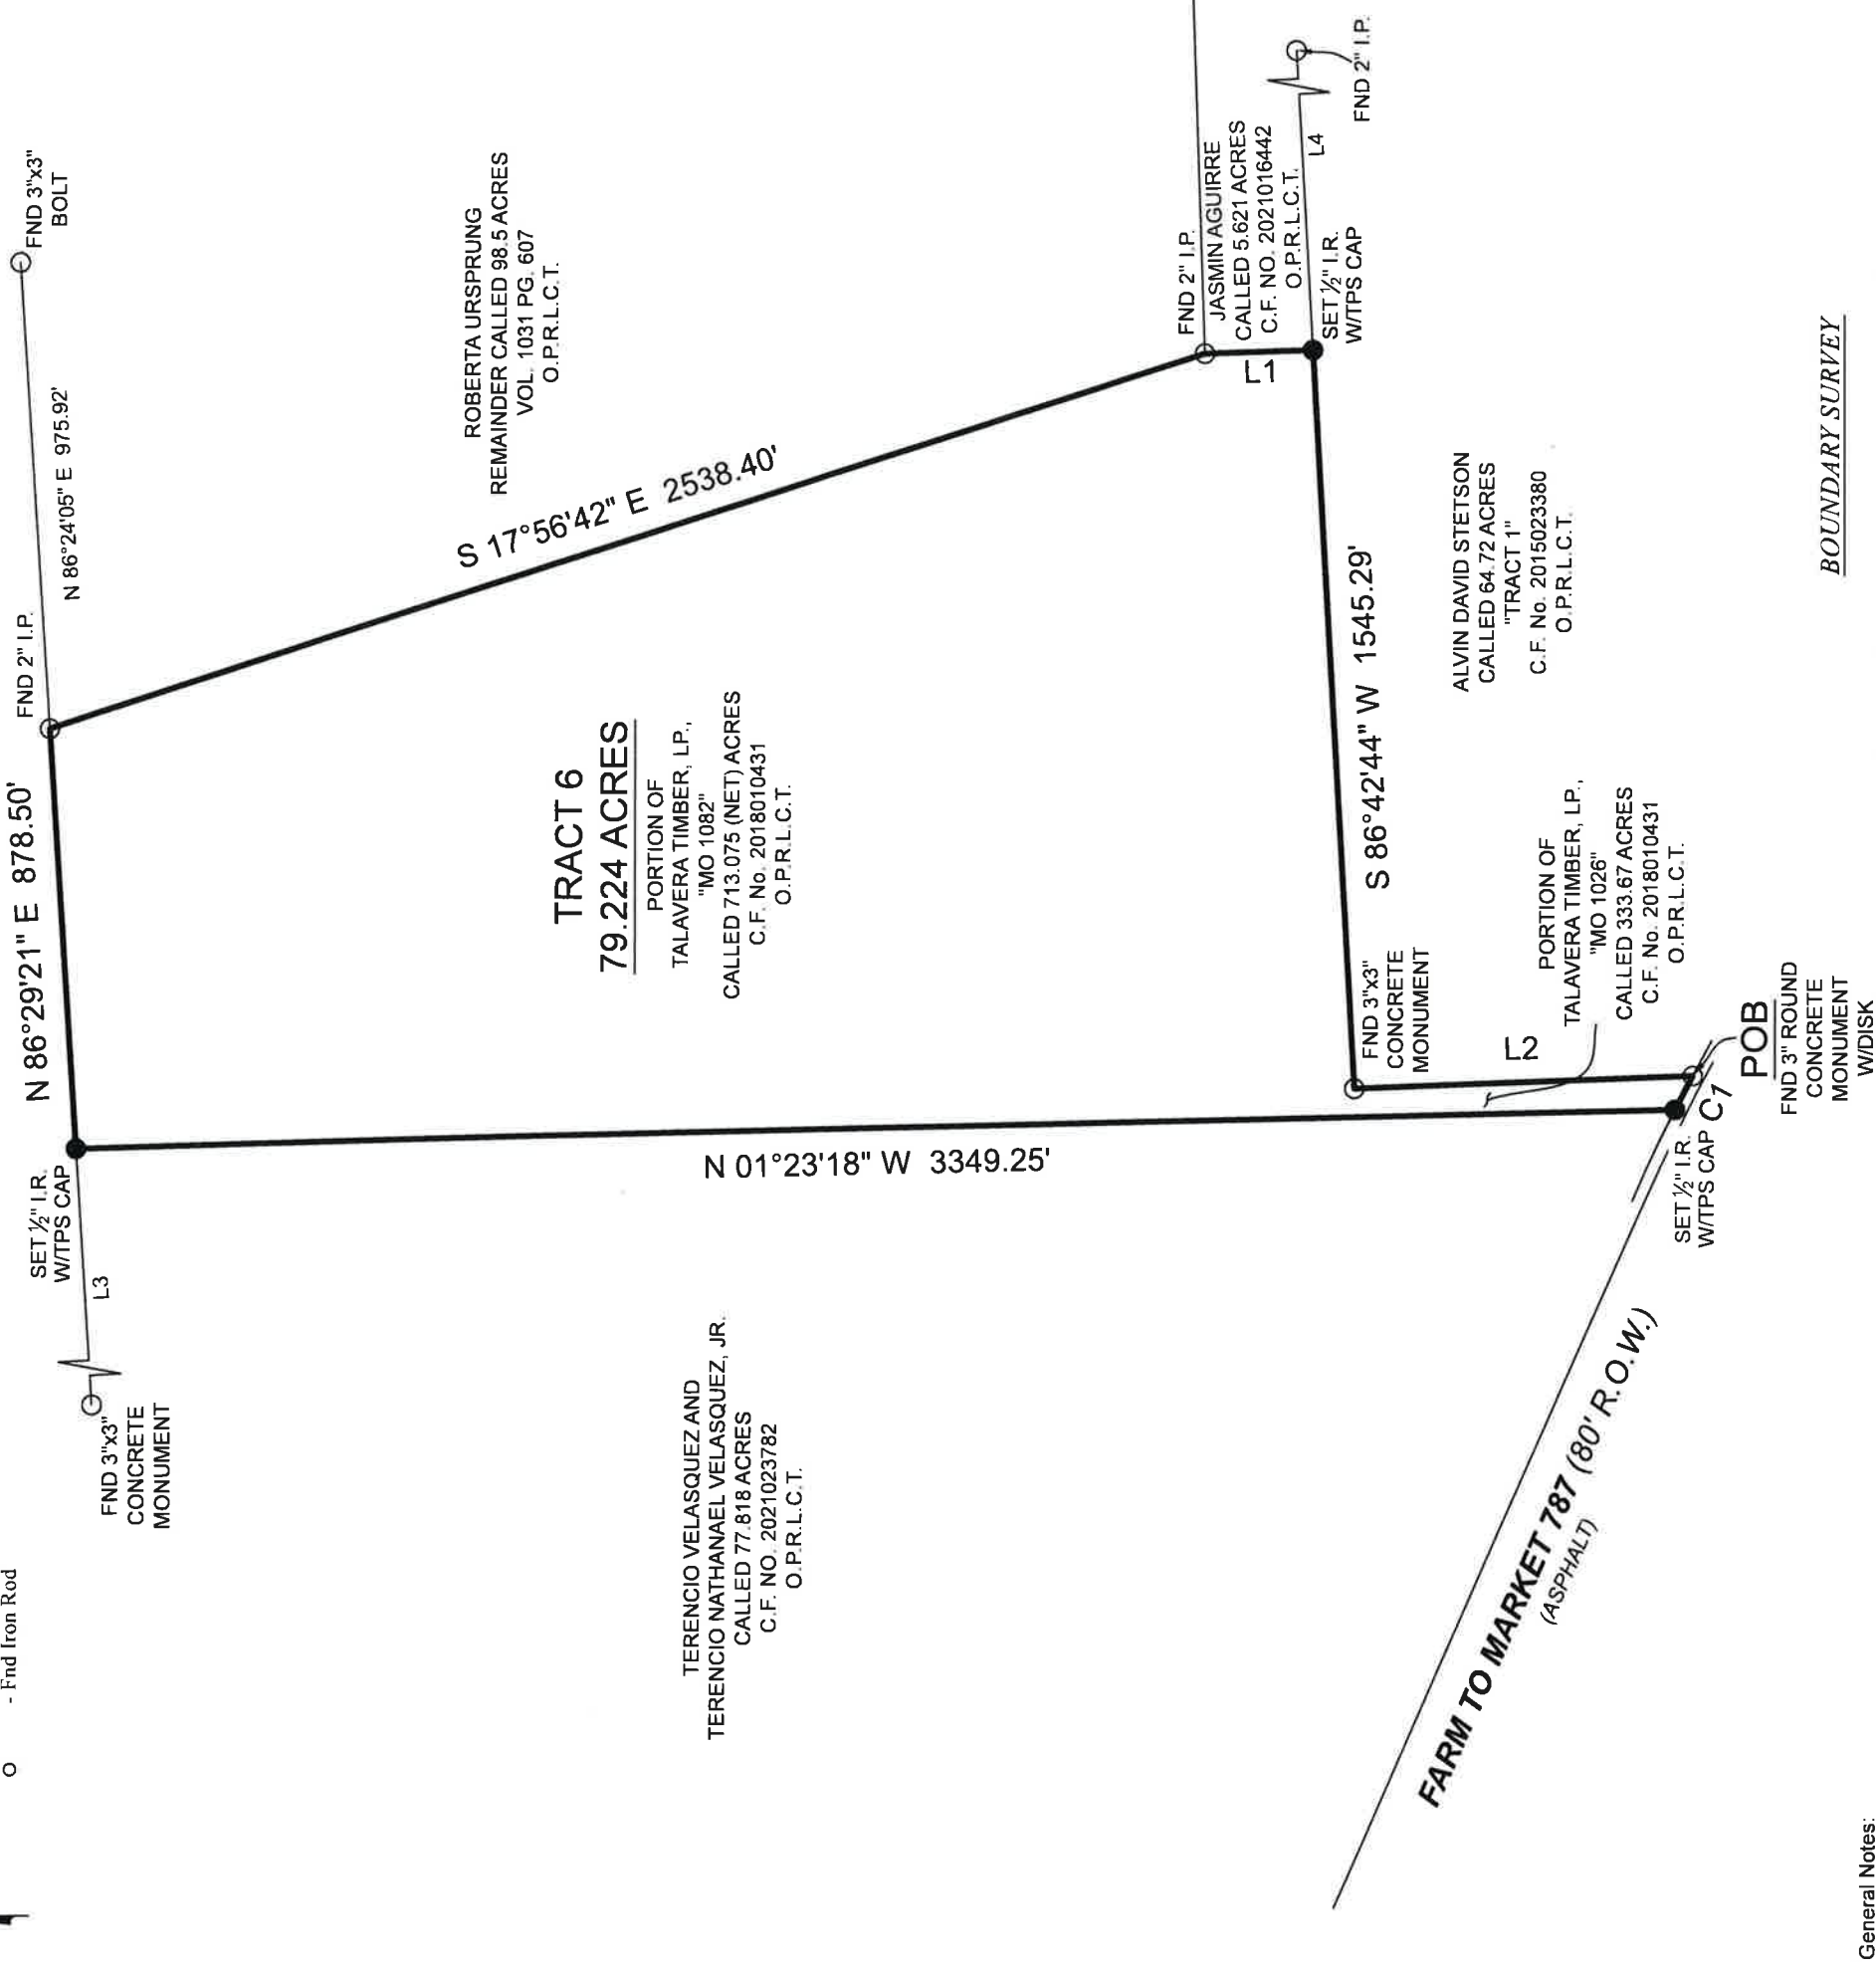 O - Fnd Iron Rod
FND 3"x3"
BOLT
N 86°24'05" E 975.92'
FND 2" I.P.
N 86°29'21" E 878.50'
SET ½" I.R.
W/TPS CAP
L3
FND 3"x3"
CONCRETE
MONUMENT
ROBERTA URSPRUNG
REMAINDER CALLED 98.5 ACRES
VOL. 1031 PG. 607
O.P.R.L.C.T.
S 17°56'42" E 2538.40'
TRACT 6
79.224 ACRES
PORTION OF
TALAVERA TIMBER, LP.,
"MO 1082"
CALLED 713.075 (NET) ACRES
C.F. No. 2018010431
O.P.R.L.C.T.
N 01°23'18" W 3349.25'
TERENCIO VELASQUEZ AND
TERENCIO NATHANAEL VELASQUEZ, JR.
CALLED 77.818 ACRES
C.F. NO. 2021023782
O.P.R.L.C.T.
FND 2" I.P.
JASMIN AGUIRRE
CALLED 5.621 ACRES
C.F. NO. 2021016442
O.P.R.L.C.T.
L1
L4
FND 2" I.P.
SET ½" I.R.
W/TPS CAP
S 86°42'44" W 1545.29'
ALVIN DAVID STETSON
CALLED 64.72 ACRES
"TRACT 1"
C.F. No. 2015023380
O.P.R.L.C.T.
FND 3"x3"
CONCRETE
MONUMENT
L2
PORTION OF
TALAVERA TIMBER, LP.,
"MO 1026"
CALLED 333.67 ACRES
C.F. No. 2018010431
O.P.R.L.C.T.
POB
FND 3" ROUND
CONCRETE
MONUMENT
W/DISK
C1
SET ½" I.R.
W/TPS CAP
FARM TO MARKET 787 (80' R.O.W.)
(ASPHALT)
BOUNDARY SURVEY
General Notes: